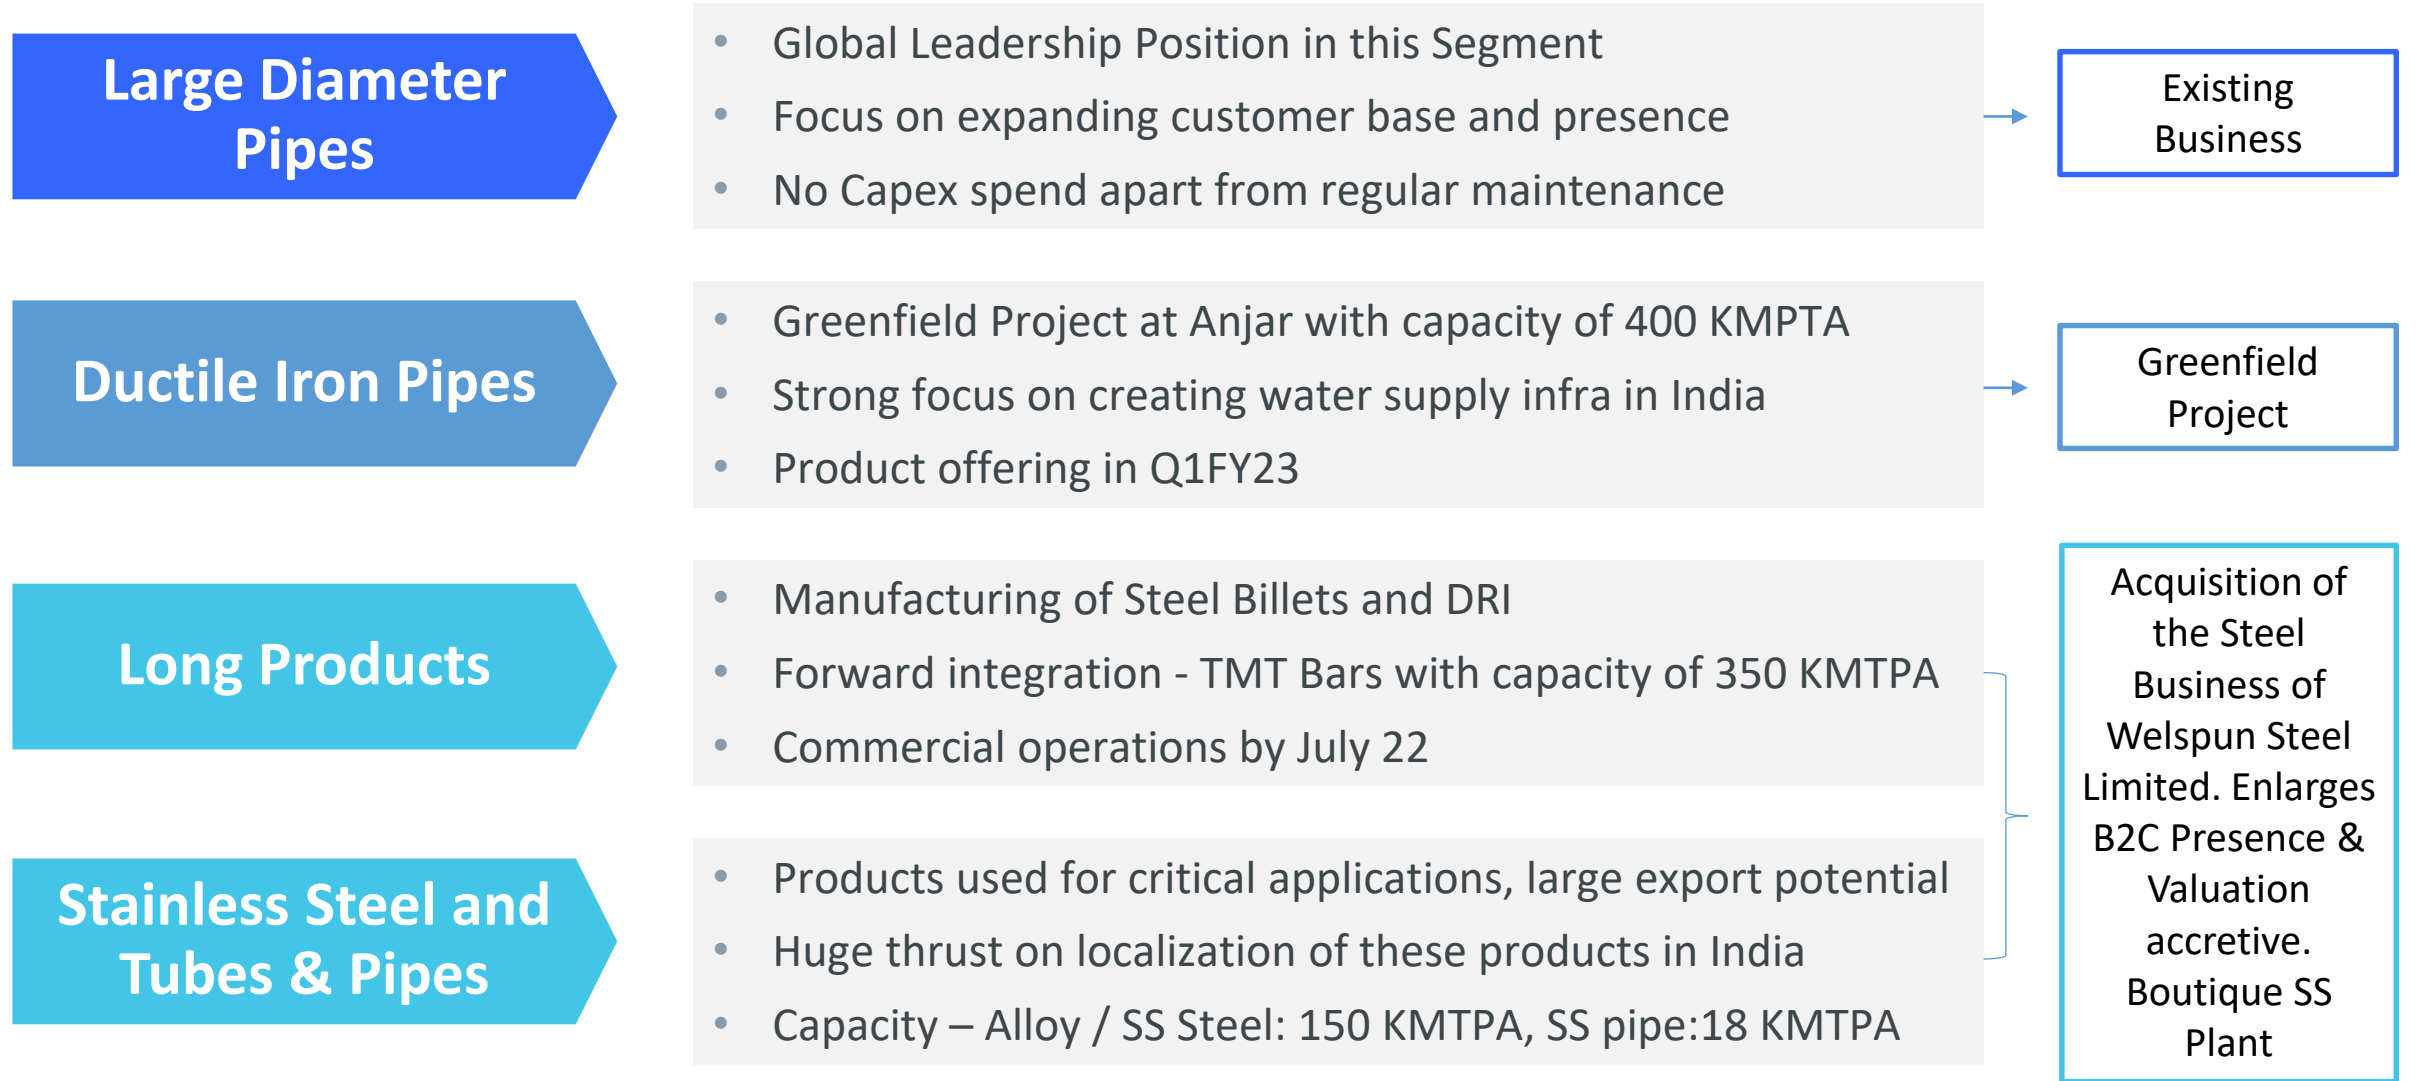 Large Diameter
Pipes
• Global Leadership Position in this Segment
• Focus on expanding customer base and presence
• No Capex spend apart from regular maintenance
Existing
Business
Ductile Iron Pipes
• Greenfield Project at Anjar with capacity of 400 KMPTA
• Strong focus on creating water supply infra in India
• Product offering in Q1FY23
Greenfield
Project
Long Products
• Manufacturing of Steel Billets and DRI
• Forward integration - TMT Bars with capacity of 350 KMTPA
• Commercial operations by July 22
Stainless Steel and
Tubes & Pipes
• Products used for critical applications, large export potential
• Huge thrust on localization of these products in India
• Capacity – Alloy / SS Steel: 150 KMTPA, SS pipe:18 KMTPA
Acquisition of
the Steel
Business of
Welspun Steel
Limited. Enlarges
B2C Presence &
Valuation
accretive.
Boutique SS
Plant